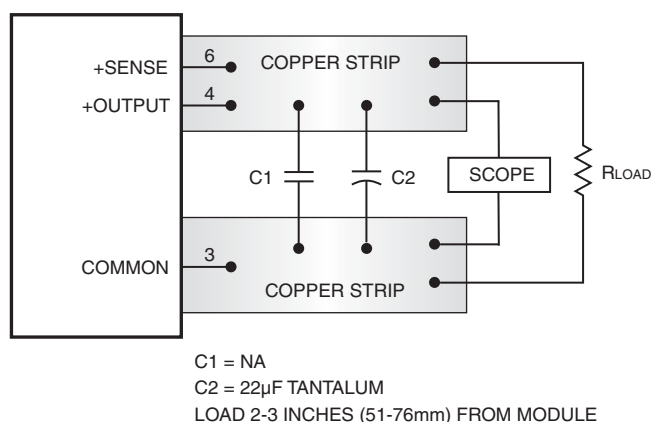 +SENSE
6
COPPER STRIP
+OUTPUT
4
C1
C2
SCOPE
RLOAD
COMMON
3
COPPER STRIP
C1 = NA
C2 = 22µF TANTALUM
LOAD 2-3 INCHES (51-76mm) FROM MODULE